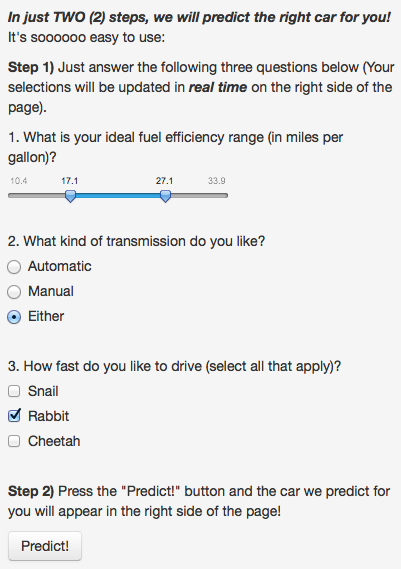 In just TWO (2) steps, we will predict the right car for you!
It's soooooo easy to use:
Step 1) Just answer the following three questions below (Your
selections will be updated in real time on the right side of the
page).
1. What is your ideal fuel efficiency range (in miles per
gallon)?
10.4 17.1 27.1 33.9
2. What kind of transmission do you like?
Automatic
Manual
Either
3. How fast do you like to drive (select all that apply)?
Snail
Rabbit
Cheetah
Step 2) Press the "Predict!" button and the car we predict for
you will appear in the right side of the page!
Predict!